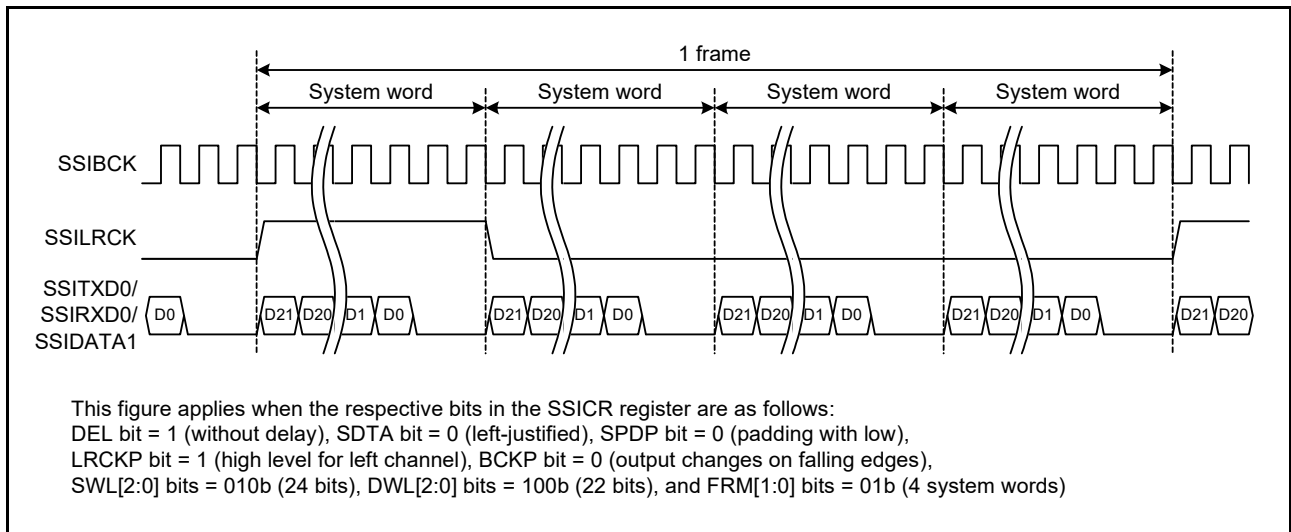 1 frame
System word System word System word System word
SSIBCK
SSILRCK
SSITXD0/
SSIRXD0/
SSIDATA1
D0 D21 D20 D1 D0 D21 D20 D1 D0 D21 D20 D1 D0 D21 D20 D1 D0 D21 D20
This figure applies when the respective bits in the SSICR register are as follows:
DEL bit = 1 (without delay), SDTA bit = 0 (left-justified), SPDP bit = 0 (padding with low),
LRCKP bit = 1 (high level for left channel), BCKP bit = 0 (output changes on falling edges),
SWL[2:0] bits = 010b (24 bits), DWL[2:0] bits = 100b (22 bits), and FRM[1:0] bits = 01b (4 system words)